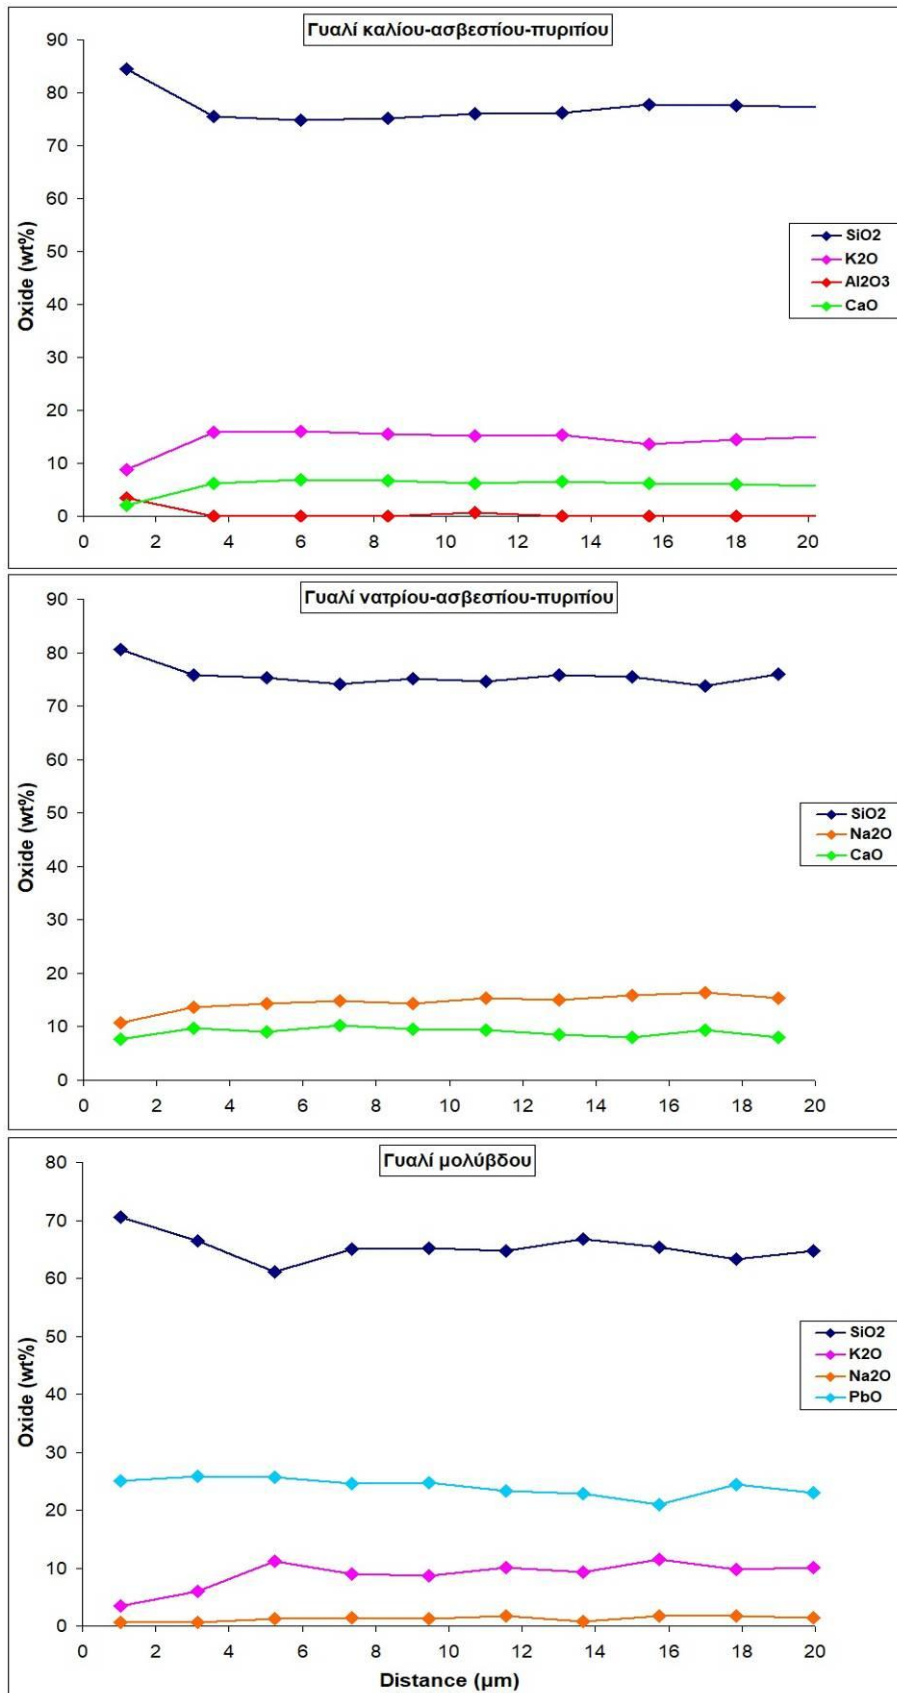 Γυαλί καλίου-ασβεστίου-πυριτίου
90
80
70
60
50
40
30
20
10
0
Oxide (wt%)
0 2 4 6 8 10 12 14 16 18 20
SiO2
K2O
Al2O3
CaO
Γυαλί νατρίου-ασβεστίου-πυριτίου
90
80
70
60
50
40
30
20
10
0
Oxide (wt%)
0 2 4 6 8 10 12 14 16 18 20
SiO2
Na2O
CaO
Γυαλί μολύβδου
80
70
60
50
40
30
20
10
0
Oxide (wt%)
0 2 4 6 8 10 12 14 16 18 20
Distance (μm)
SiO2
K2O
Na2O
PbO